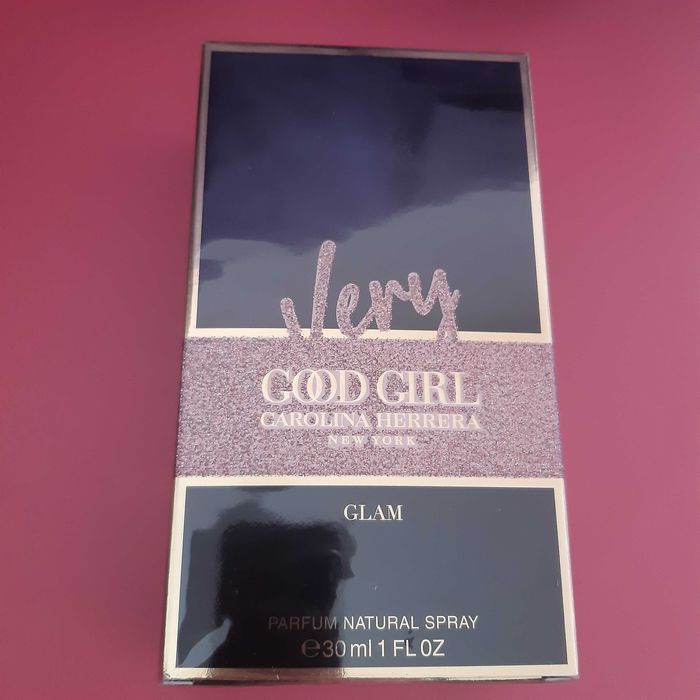 Very
GOOD GIRL
CAROLINA HERRERA
NEW YORK
GLAM
PARFUM NATURAL SPRAY
℮30 ml 1 FL OZ